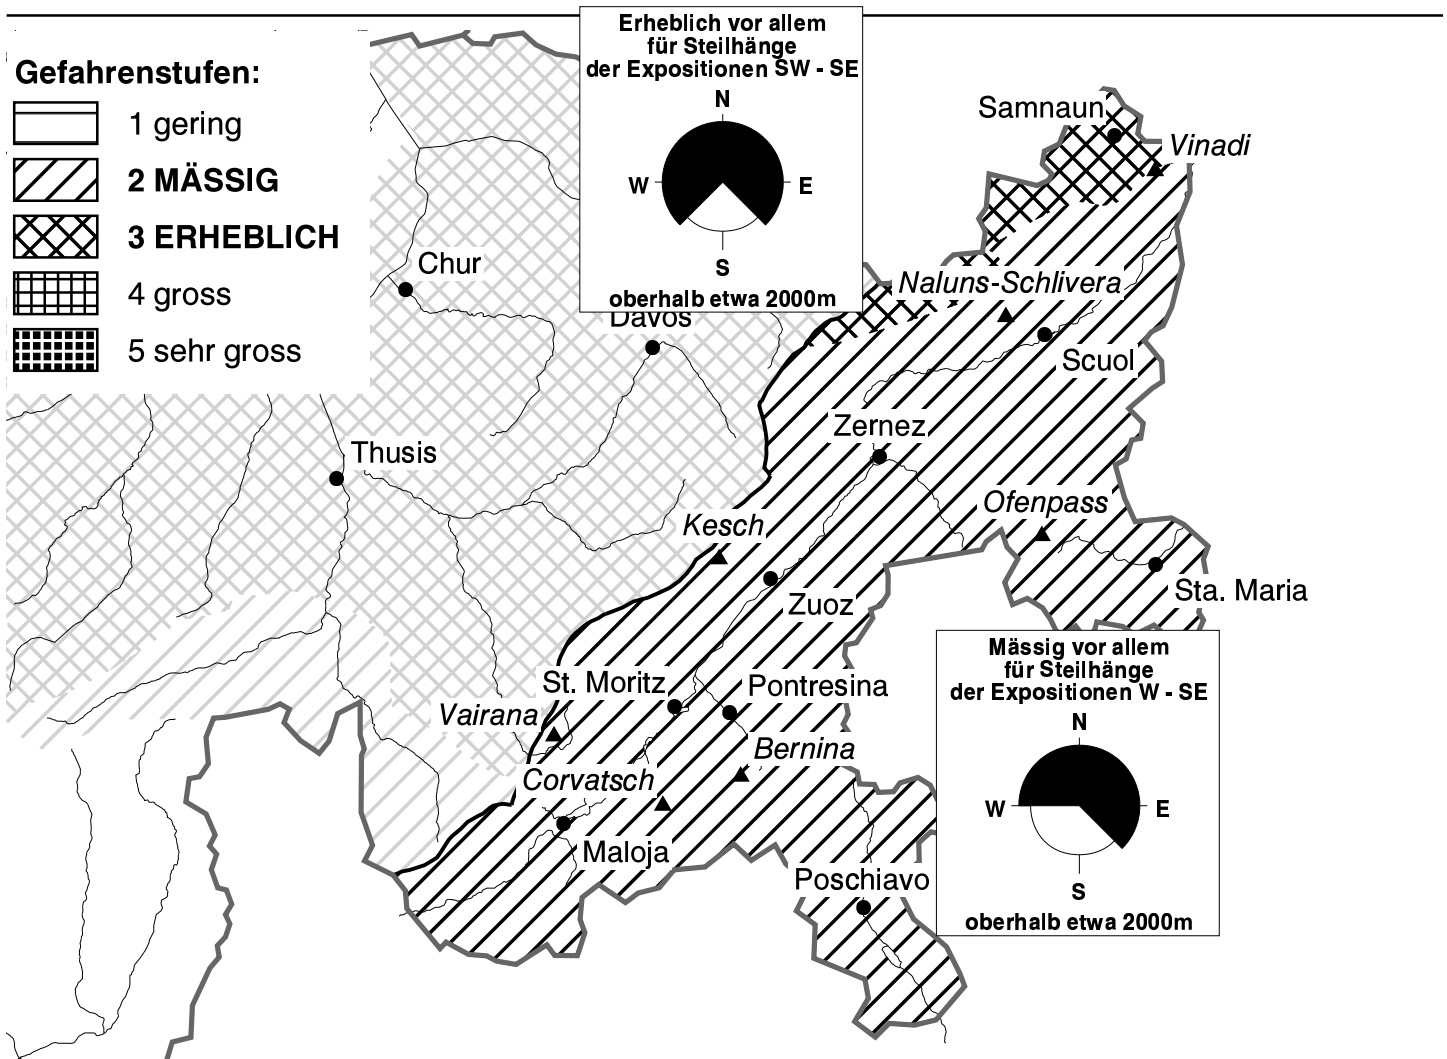 Gefahrenstufen:
1 gering
2 MÄSSIG
3 ERHEBLICH
4 gross
5 sehr gross
Erheblich vor allem
für Steilhänge
der Expositionen SW - SE
N
W
E
S
oberhalb etwa 2000m
Samnaun
Vinadi
Chur
Naluns-Schlivera
Davos
Scuol
Zernez
Thusis
Ofenpass
Kesch
Sta. Maria
Zuoz
St. Moritz
Pontresina
Vairana
Bernina
Corvatsch
Maloja
Poschiavo
Mässig vor allem
für Steilhänge
der Expositionen W - SE
N
W
E
S
oberhalb etwa 2000m